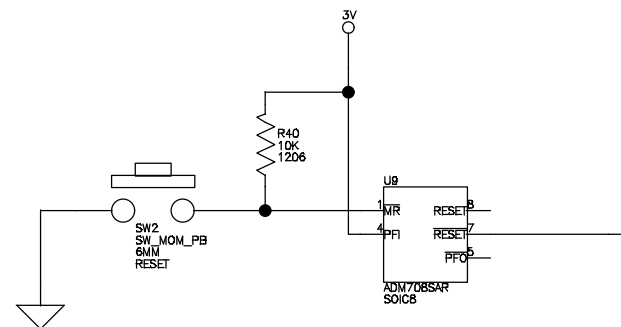 3V
R40
10K
1206
U9
1
MR
RESET
8
4
PFI
RESET
7
PFO
5
SW2
SW_MOM_PB
6MM
RESET
ADM708SAR
SOIC8